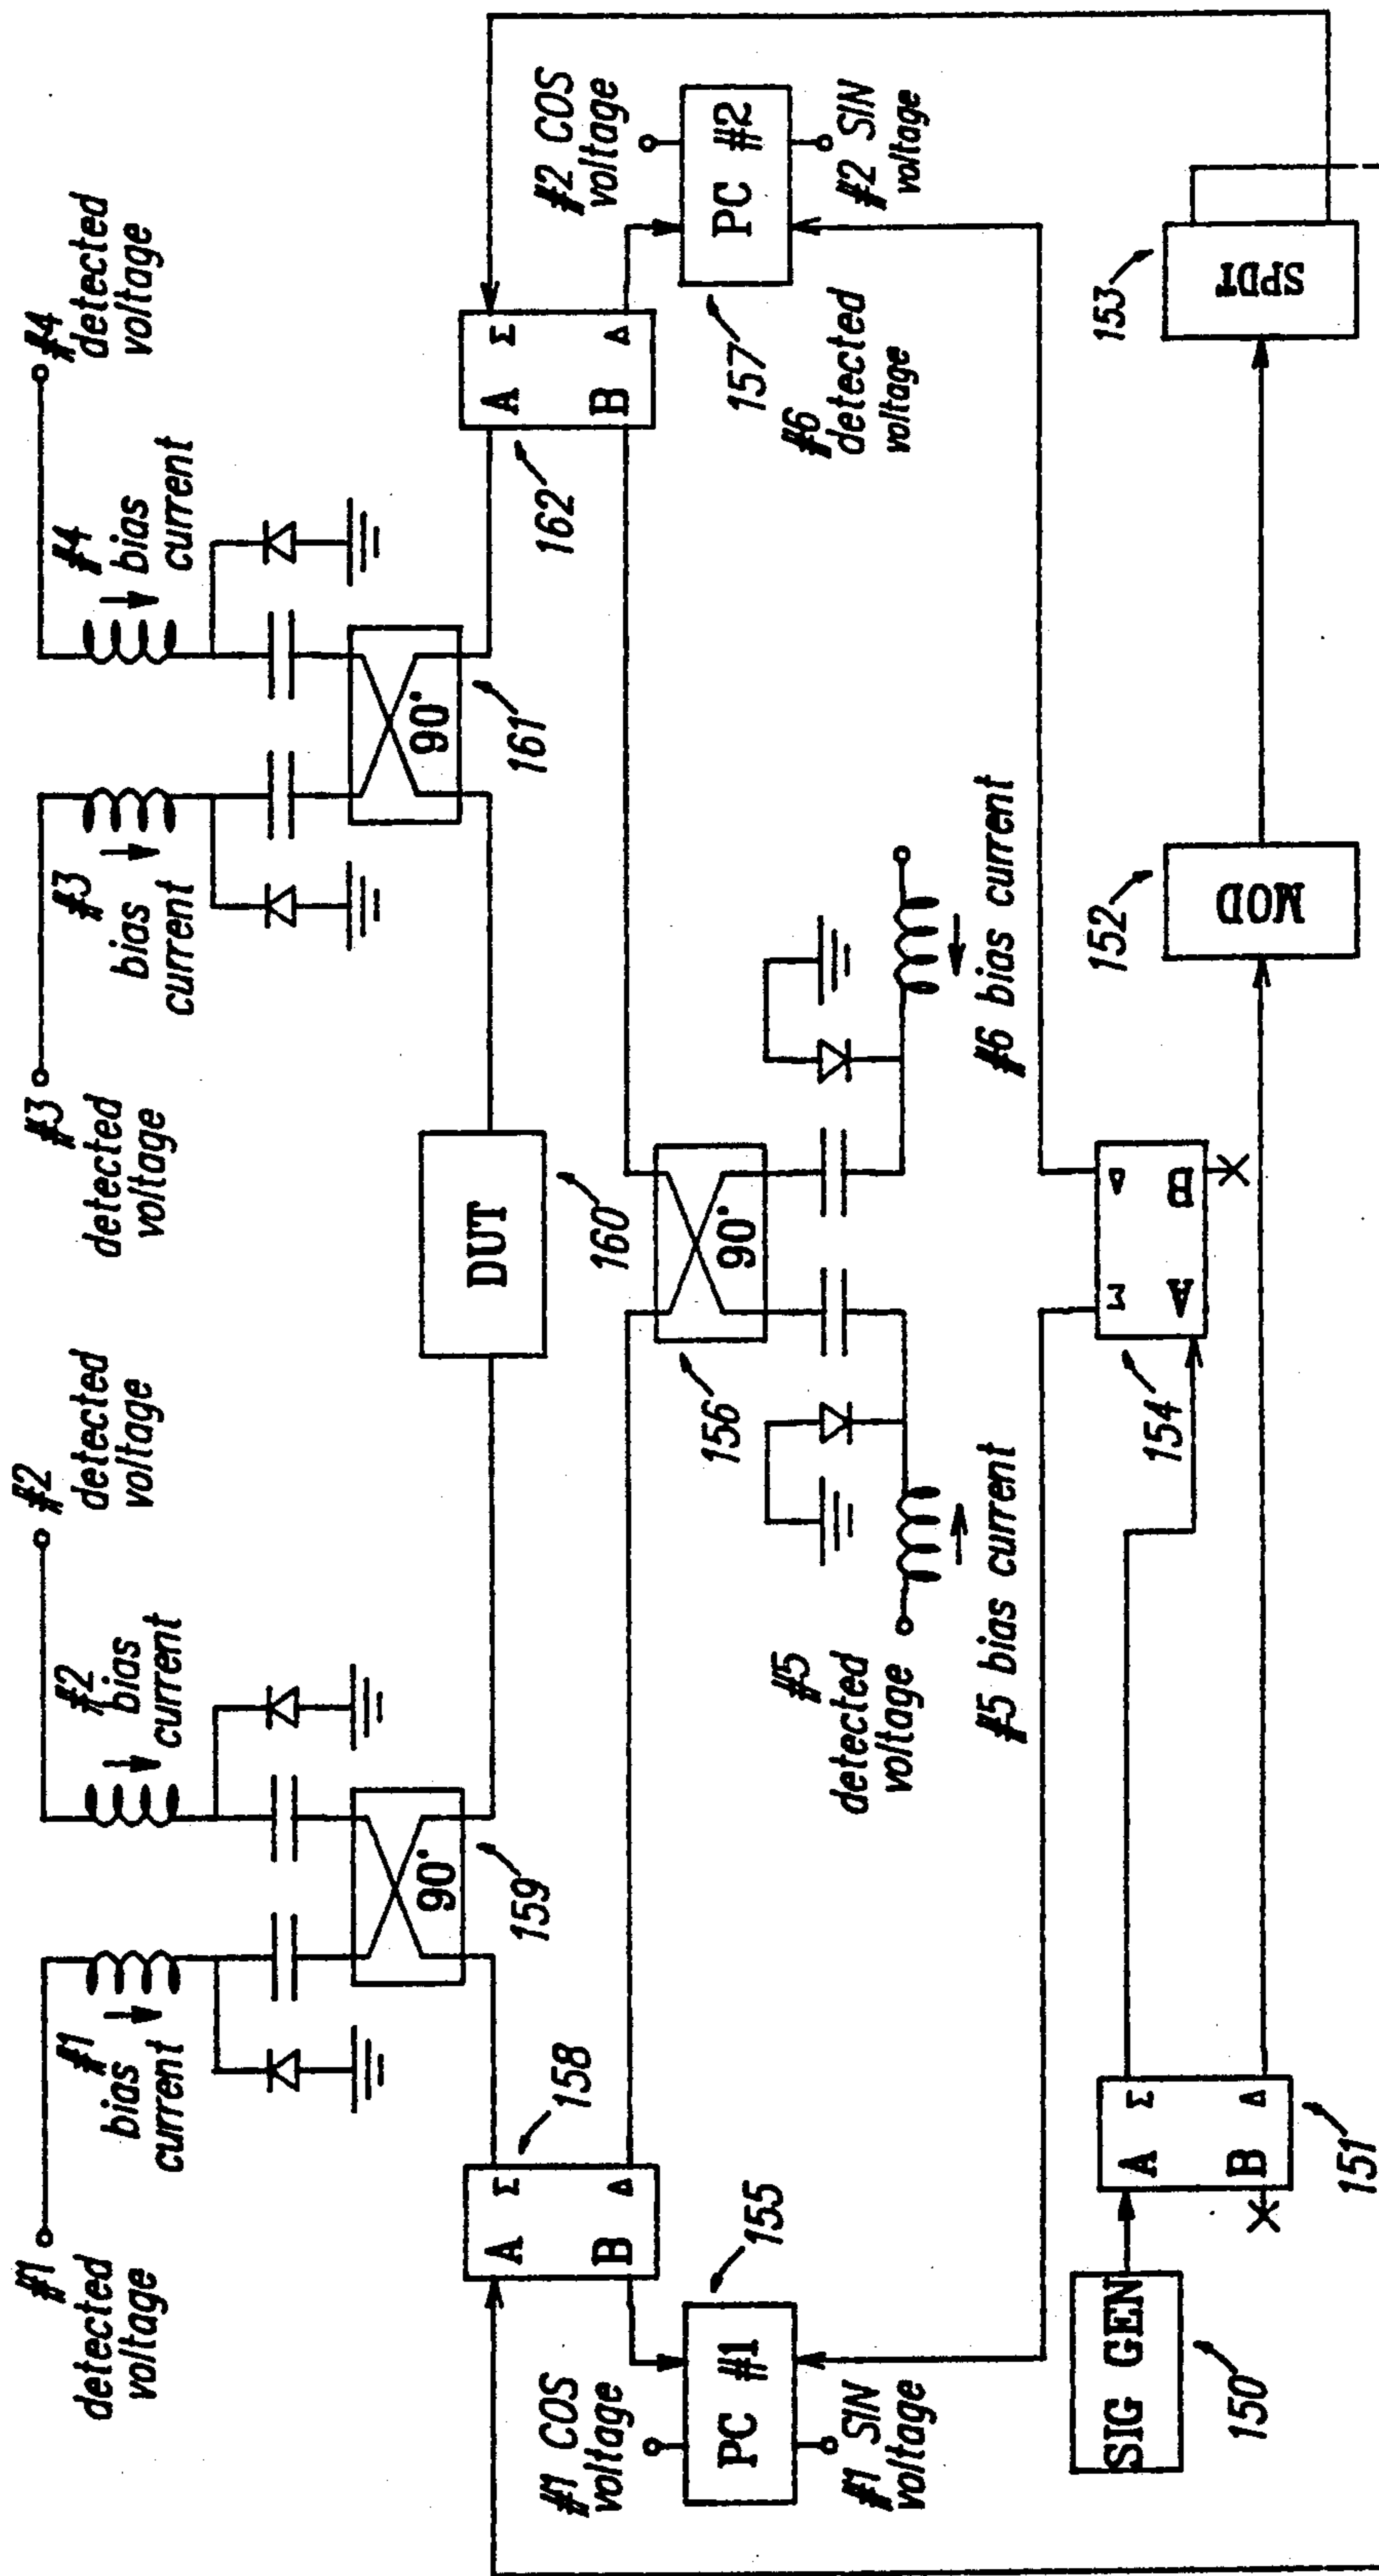 #1
detected
voltage
#1
bias
current
#2
bias
current
#2
detected
voltage
#3
detected
voltage
#3
bias
current
#4
bias
current
#4
detected
voltage
90°
159
90°
161
A Σ
B Δ
158
DUT
160
A Σ
B Δ
162
#1 COS
voltage
PC #1
155
#1 SIN
voltage
90°
156
#2 COS
voltage
PC #2
157
#2 SIN
voltage
#5
detected
voltage
#5 bias current
#6 bias current
#6
detected
voltage
SIG GEN
150
A Σ
B Δ
151
Σ Δ
A B
154
MOD
152
SPDT
153